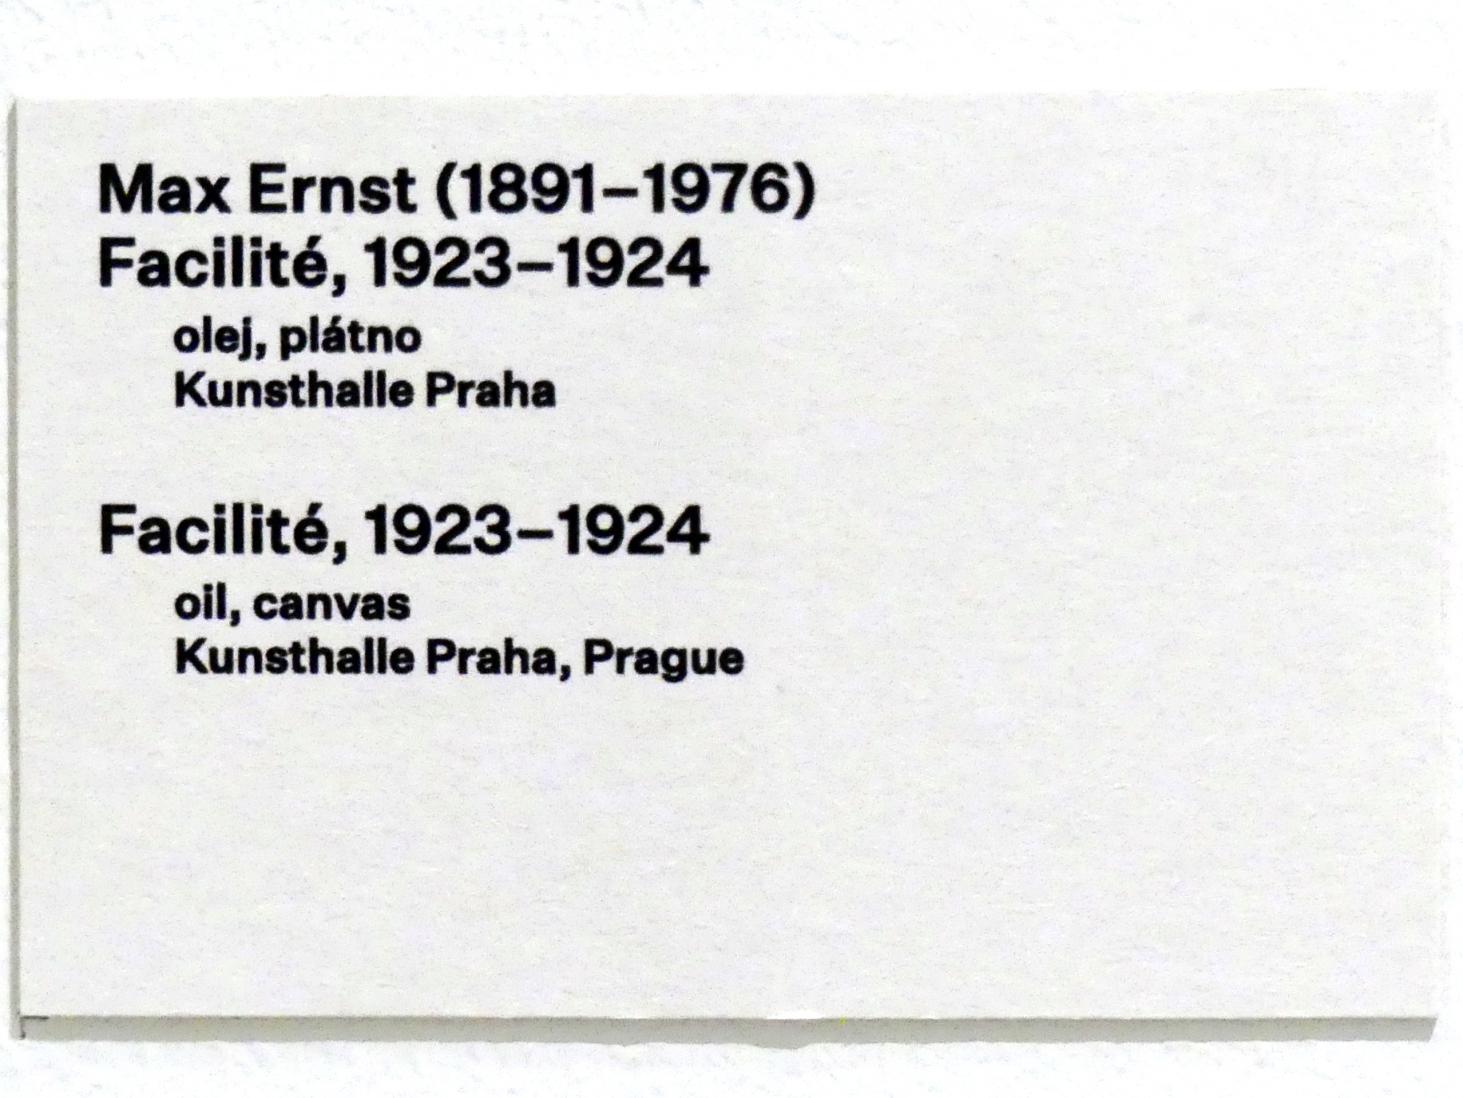 Max Ernst (1891–1976)
Facilité, 1923–1924
olej, plátno
Kunsthalle Praha
Facilité, 1923–1924
oil, canvas
Kunsthalle Praha, Prague